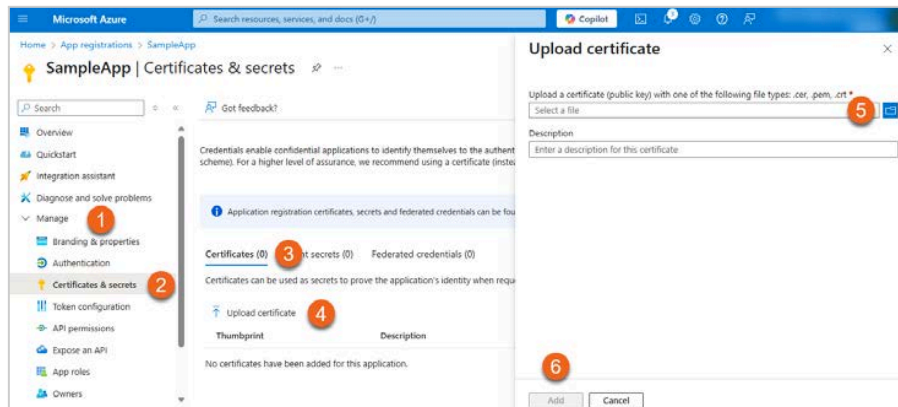 Microsoft Azure
Search resources, services, and docs (G+/)
Copilot
Home > App registrations > SampleApp
SampleApp | Certificates & secrets
Search
Overview
Quickstart
Integration assistant
Diagnose and solve problems
Manage
1
Branding & properties
Authentication
Certificates & secrets
2
Token configuration
API permissions
Expose an API
App roles
Owners
Got feedback?
Credentials enable confidential applications to identify themselves to the authent
scheme). For a higher level of assurance, we recommend using a certificate (instea
Application registration certificates, secrets and federated credentials can be fou
Certificates (0)
3
nt secrets (0)
Federated credentials (0)
Certificates can be used as secrets to prove the application's identity when reque
Upload certificate
4
Thumbprint
Description
No certificates have been added for this application.
Upload certificate
Upload a certificate (public key) with one of the following file types: .cer, .pem, .crt *
Select a file
5
Description
Enter a description for this certificate
6
Add
Cancel